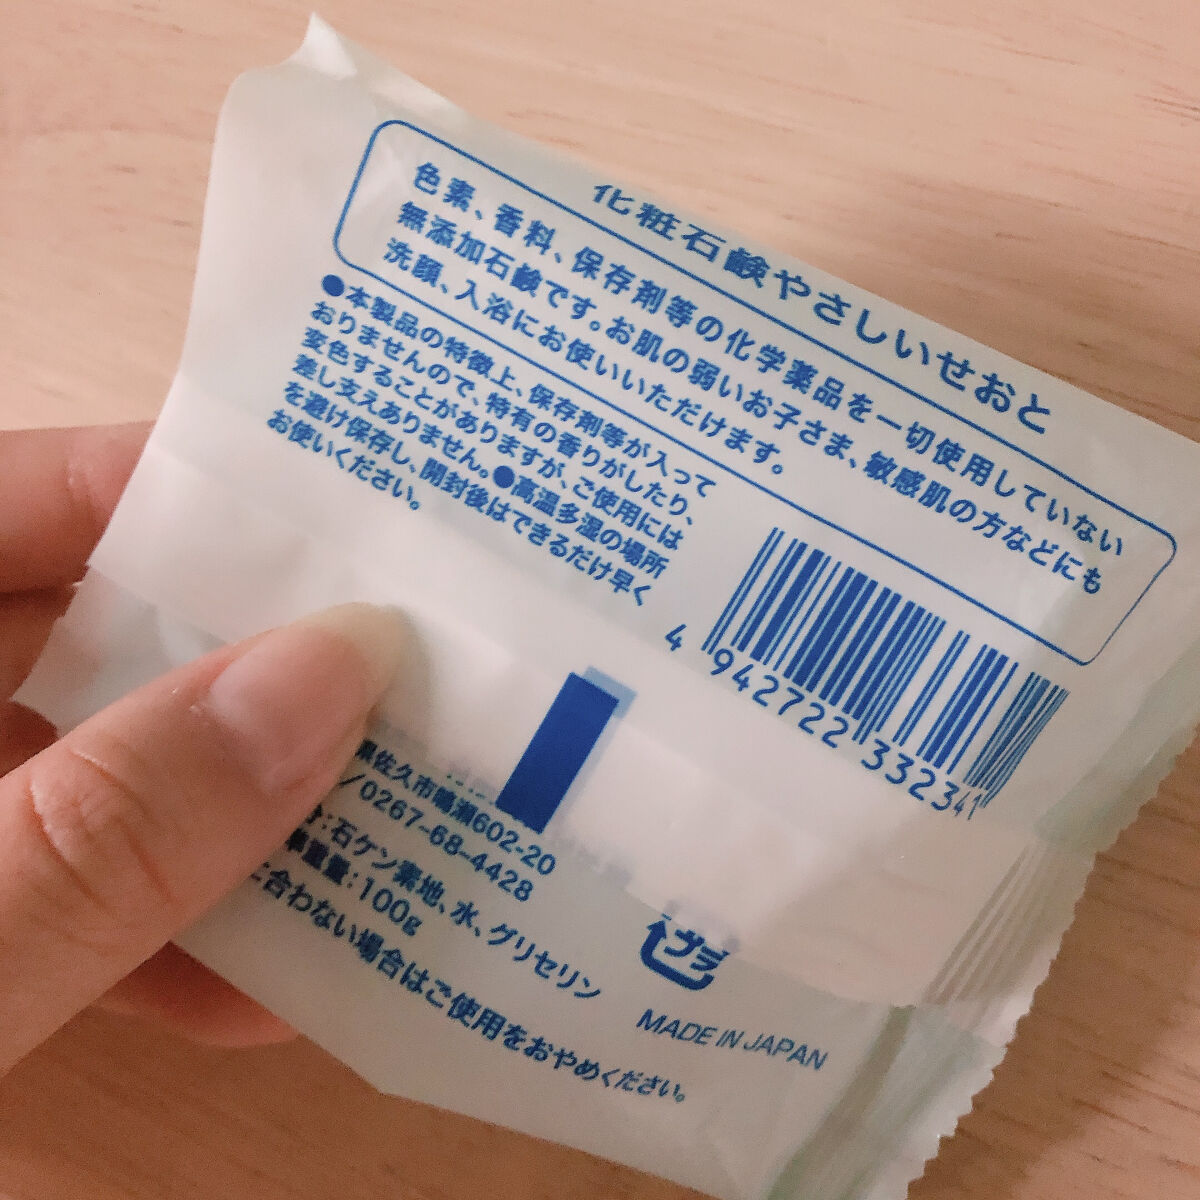 化粧石鹸やさしいせおと
色素、香料、保存剤等の化学薬品を一切使用していない
無添加石鹸です。お肌の弱いお子さま、敏感肌の方などにも
洗顔、入浴にお使いいただけます。
●本製品の特徴上、保存剤等が入って
おりませんので、特有の香りがしたり、
変色することがありますが、ご使用には
差し支えありません。●高温多湿の場所
を避け保存し、開封後はできるだけ早く
お使いください。
4 942722 332341
佐久市鳴瀬602-20
/0267-68-4428
:石ケン素地、水、グリセリン
重量:100g
合わない場合はご使用をおやめください。
プラ
MADE IN JAPAN